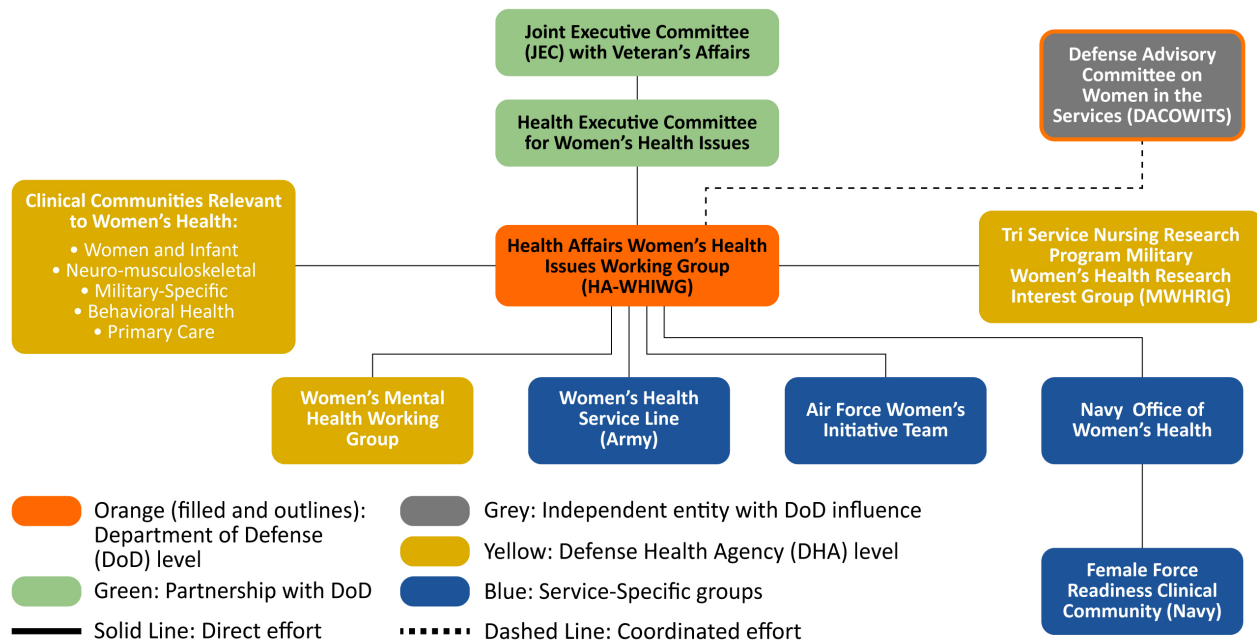 Joint Executive Committee
(JEC) with Veteran’s Affairs
Defense Advisory
Committee on
Women in the
Services (DACOWITS)
Health Executive Committee
for Women’s Health Issues
Clinical Communities Relevant
to Women’s Health:
• Women and Infant
• Neuro-musculoskeletal
• Military-Specific
• Behavioral Health
• Primary Care
Health Affairs Women’s Health
Issues Working Group
(HA-WHIWG)
Tri Service Nursing Research
Program Military
Women’s Health Research
Interest Group (MWHRIG)
Women’s Mental
Health Working
Group
Women’s Health
Service Line
(Army)
Air Force Women’s
Initiative Team
Navy Office of
Women’s Health
Female Force
Readiness Clinical
Community (Navy)
Orange (filled and outlines):
Department of Defense
(DoD) level
Green: Partnership with DoD
Solid Line: Direct effort
Grey: Independent entity with DoD influence
Yellow: Defense Health Agency (DHA) level
Blue: Service-Specific groups
Dashed Line: Coordinated effort